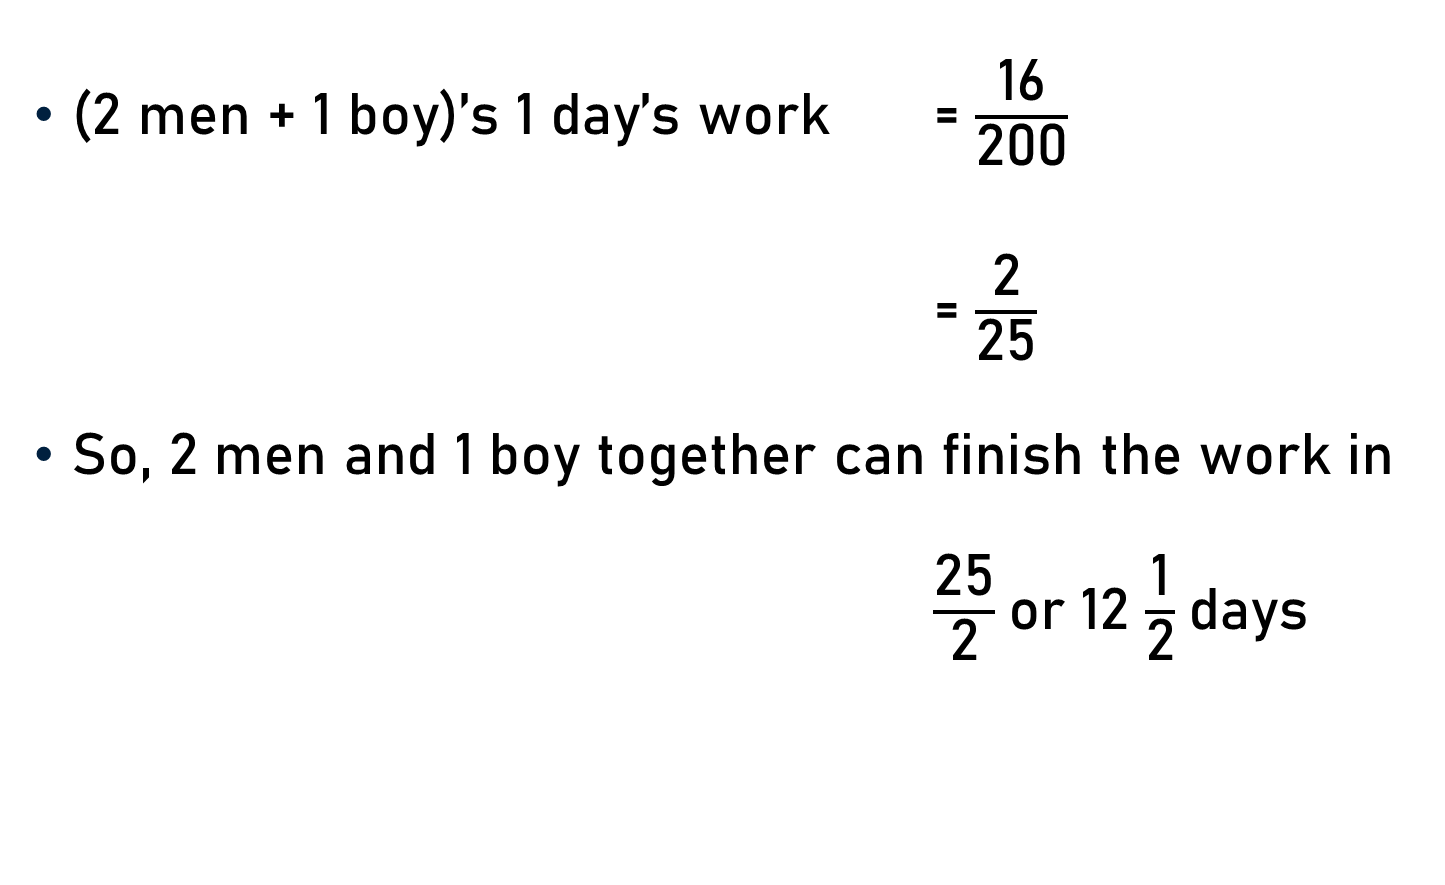 • (2 men + 1 boy)’s 1 day’s work = 16/200
= 2/25
• So, 2 men and 1 boy together can finish the work in
25/2 or 12 1/2 days